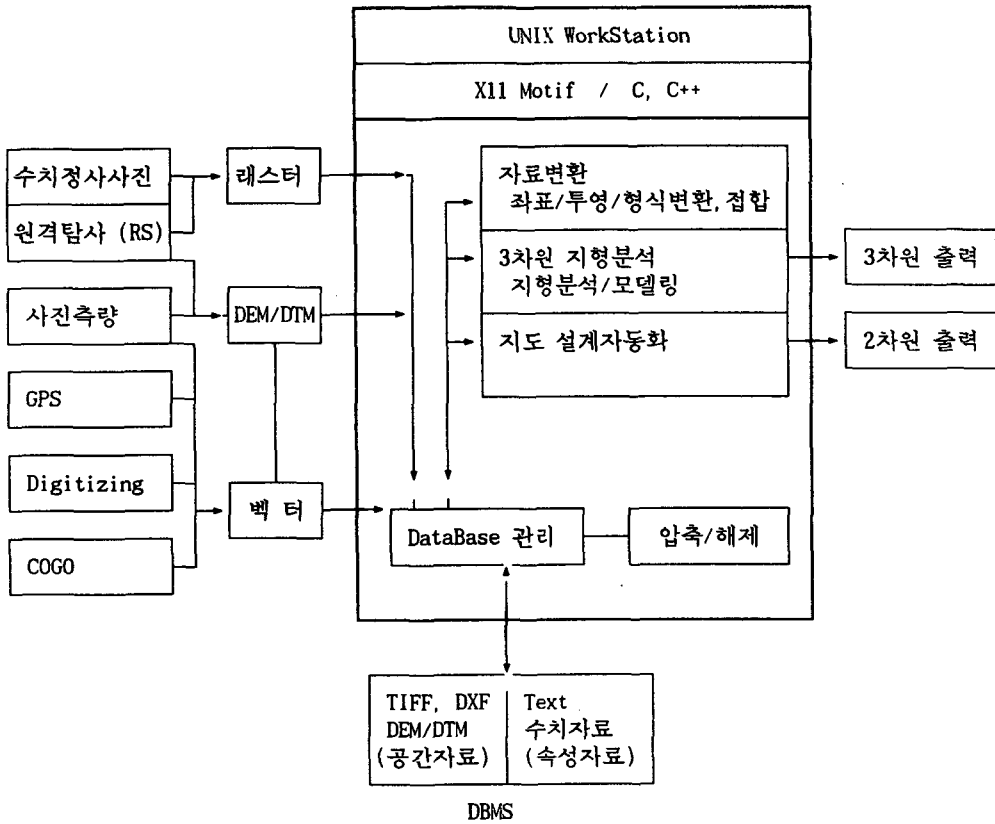 UNIX WorkStation
X11 Motif / C, C++
수치정사사진
원격탐사 (RS)
사진측량
GPS
Digitizing
COGO
래스터
DEM/DTM
벡 터
자료변환
좌표/투영/형식변환, 접합
3차원 지형분석
지형분석/모델링
지도 설계자동화
3차원 출력
2차원 출력
DataBase 관리
압축/해제
TIFF, DXF
DEM/DTM
(공간자료)
Text
수치자료
(속성자료)
DBMS